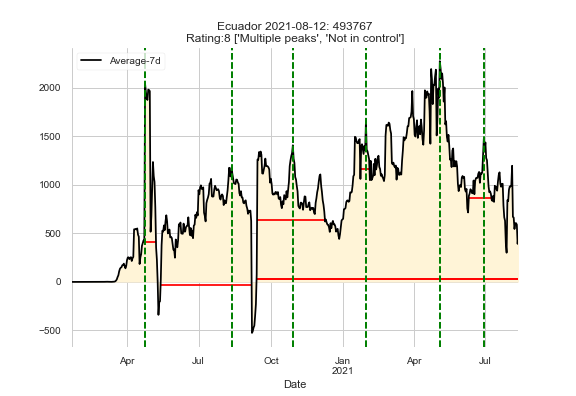 Ecuador 2021-08-12: 493767
Rating:8 ['Multiple peaks', 'Not in control']
Average-7d
2000
1500
1000
500
0
−500
Apr
Jul
Oct
Jan
2021
Apr
Jul
Date